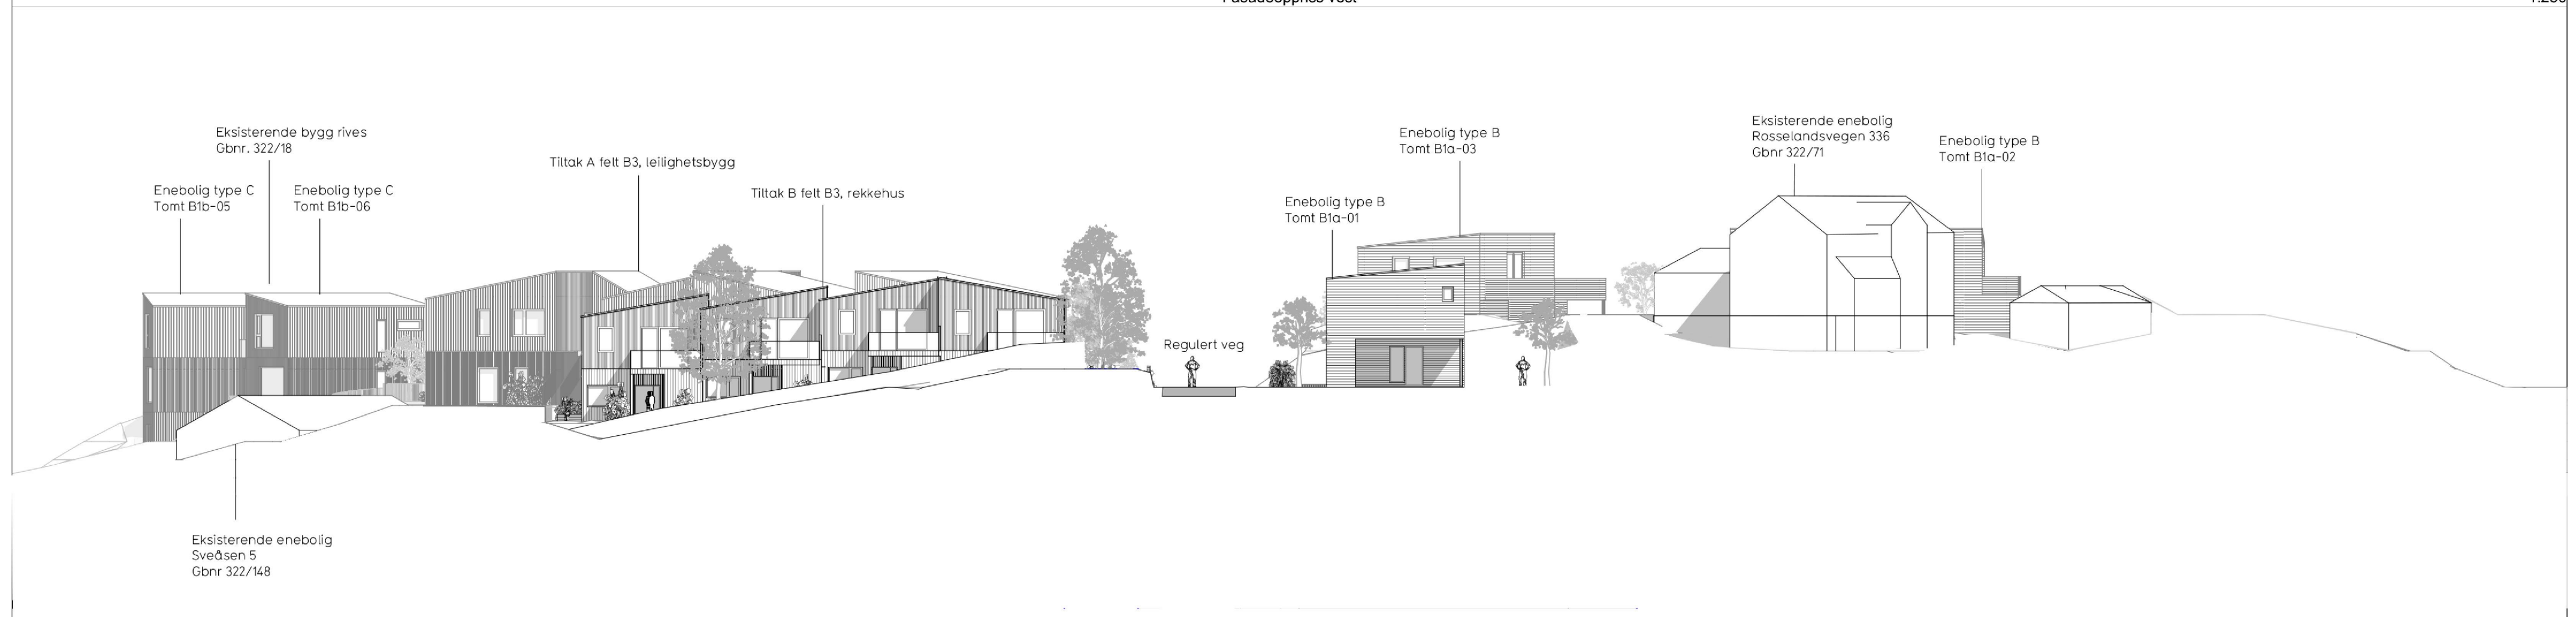 Eksisterende bygg rives
Gbnr. 322/18
Enebolig type C
Tomt B1b-05
Enebolig type C
Tomt B1b-06
Tiltak A felt B3, leilighetsbygg
Tiltak B felt B3, rekkehus
Regulert veg
Enebolig type B
Tomt B1a-01
Enebolig type B
Tomt B1a-03
Eksisterende enebolig
Rosselandsvegen 336
Gbnr 322/71
Enebolig type B
Tomt B1a-02
Eksisterende enebolig
Sveåsen 5
Gbnr 322/148